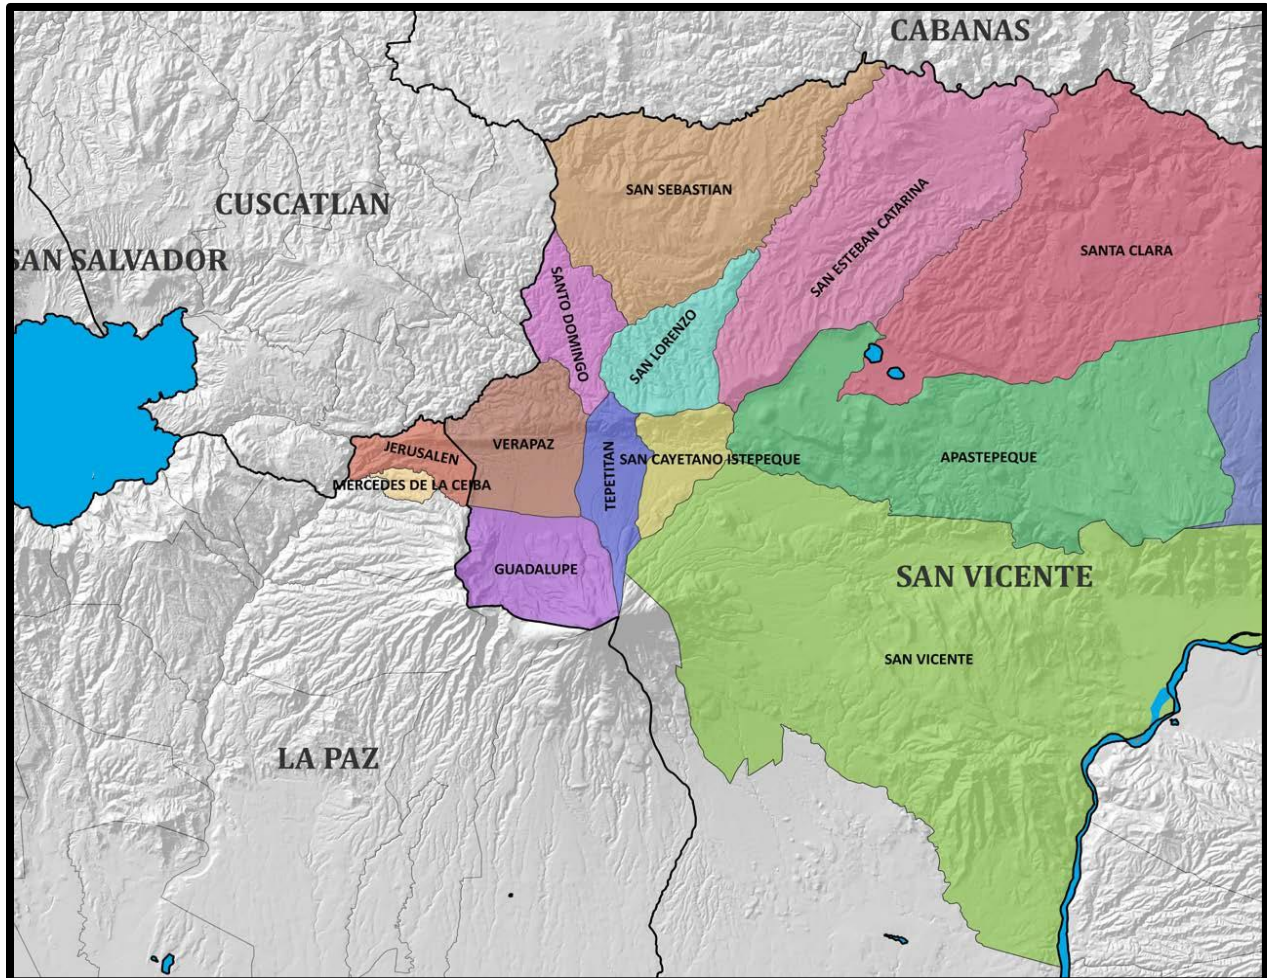 CABANAS
SAN SEBASTIAN
CUSCATLAN
SAN ESTEBAN CATARINA
SANTA CLARA
SAN SALVADOR
SANTO DOMINGO
SAN LORENZO
JERUSALEN
VERAPAZ
TEPETITAN
SAN CAYETANO ISTEPEQUE
APASTEPEQUE
MERCEDES DE LA CEIBA
GUADALUPE
SAN VICENTE
SAN VICENTE
LA PAZ